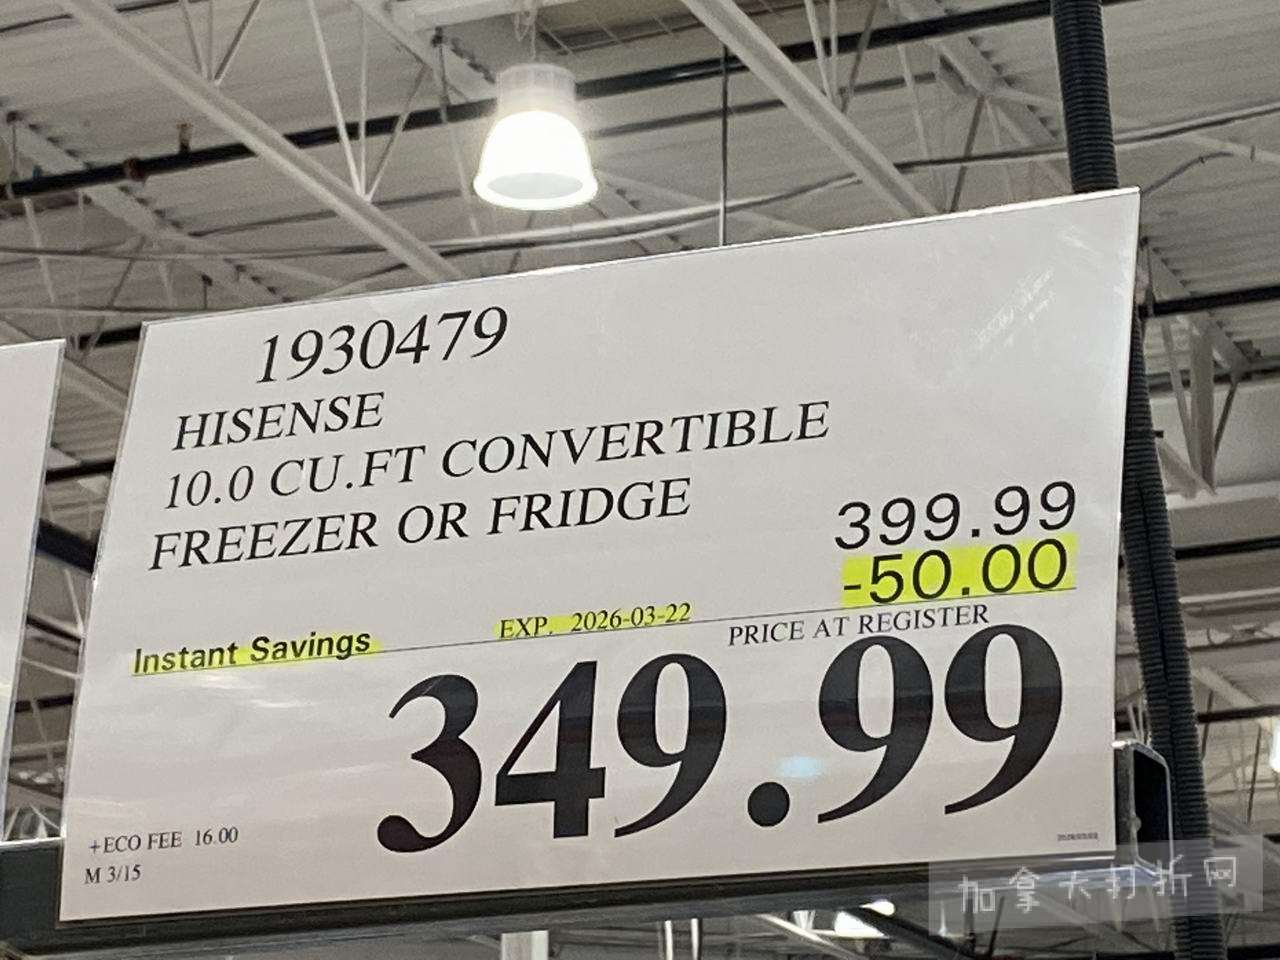 1930479
HISENSE
10.0 CU.FT CONVERTIBLE
FREEZER OR FRIDGE
399.99
-50.00
Instant Savings
EXP. 2026-03-22
PRICE AT REGISTER
349.99
+ECO FEE 16.00
M 3/15
加拿大打折网